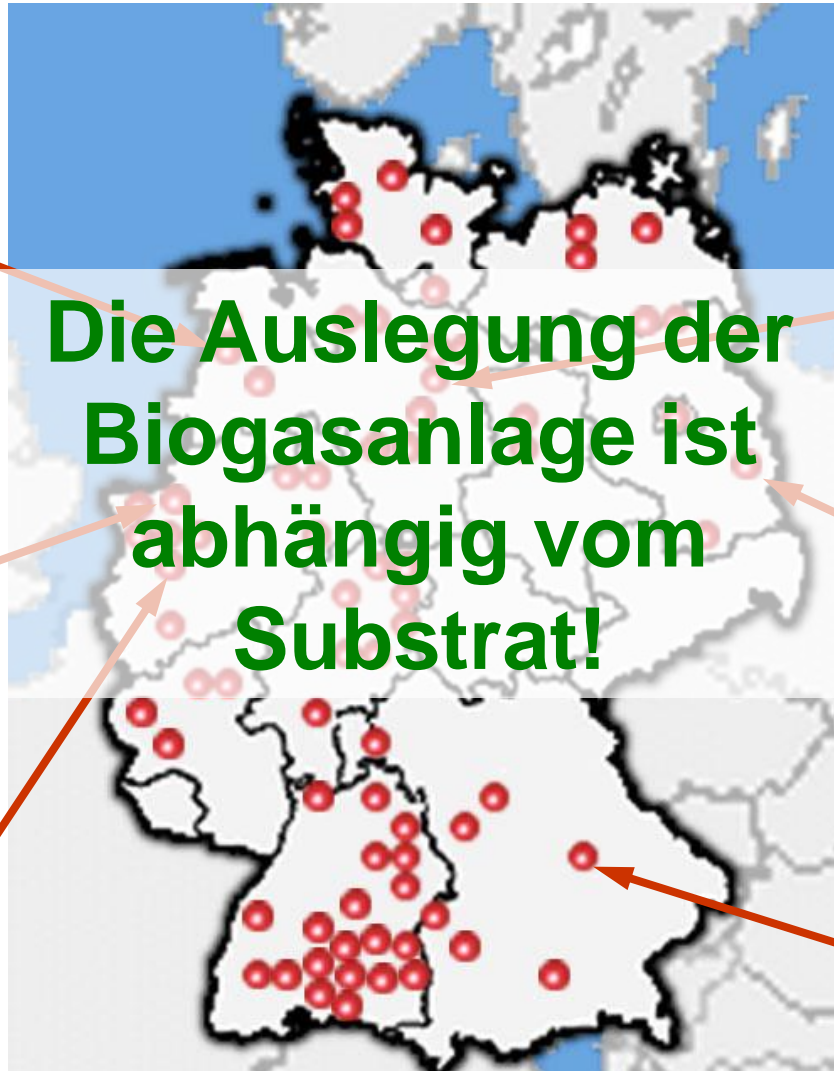 Die Auslegung der
Biogasanlage ist
abhängig vom
Substrat!